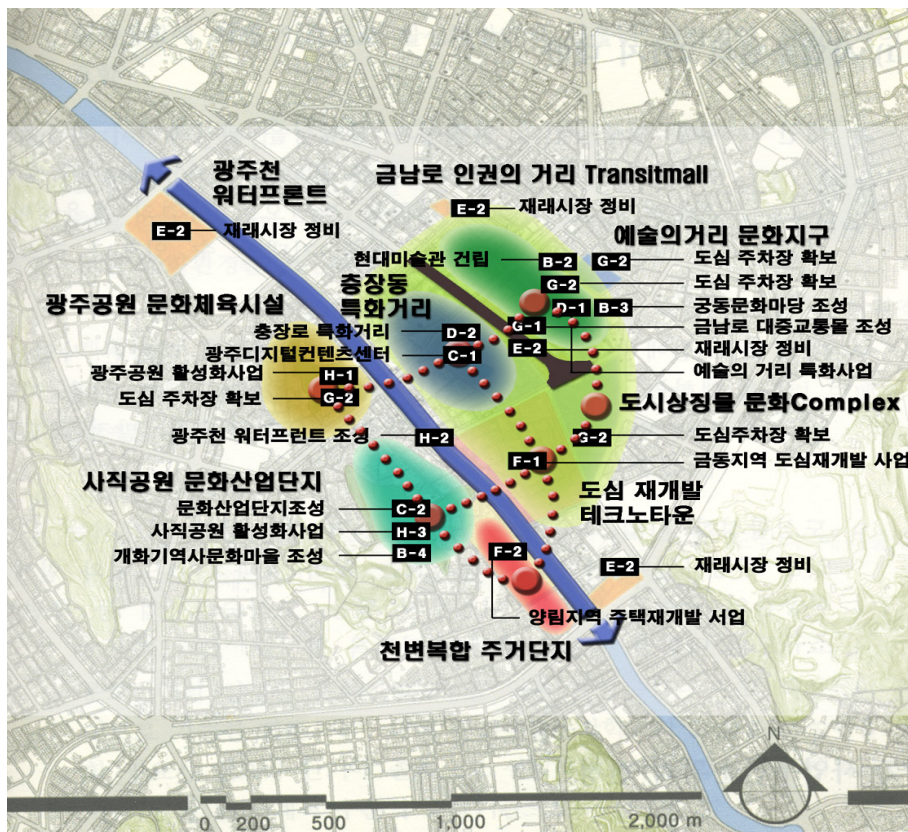 광주천
워터프론트
금남로 인권의 거리 Transitmall
E-2 재래시장 정비
E-2 재래시장 정비
예술의거리 문화지구
현대미술관 건립 B-2
G-2 도심 주차장 확보
충장동
특화거리
G-2 도심 주차장 확보
광주공원 문화체육시설
D-1 B-3 궁동문화마당 조성
충장로 특화거리 D-2
G-1 금남로 대중교통몰 조성
광주디지털컨텐츠센터 C-1
E-2 재래시장 정비
광주공원 활성화사업 H-1
예술의 거리 특화사업
도심 주차장 확보 G-2
도시상징물 문화Complex
광주천 워터프런트 조성 H-2
G-2 도심주차장 확보
F-1 금동지역 도심재개발 사업
사직공원 문화산업단지
도심 재개발
테크노타운
문화산업단지조성 C-2
사직공원 활성화사업 H-3
개화기역사문화마을 조성 B-4
F-2
E-2 재래시장 정비
양림지역 주택재개발 서업
천변복합 주거단지
N
0 200 500 1,000 2,000 m